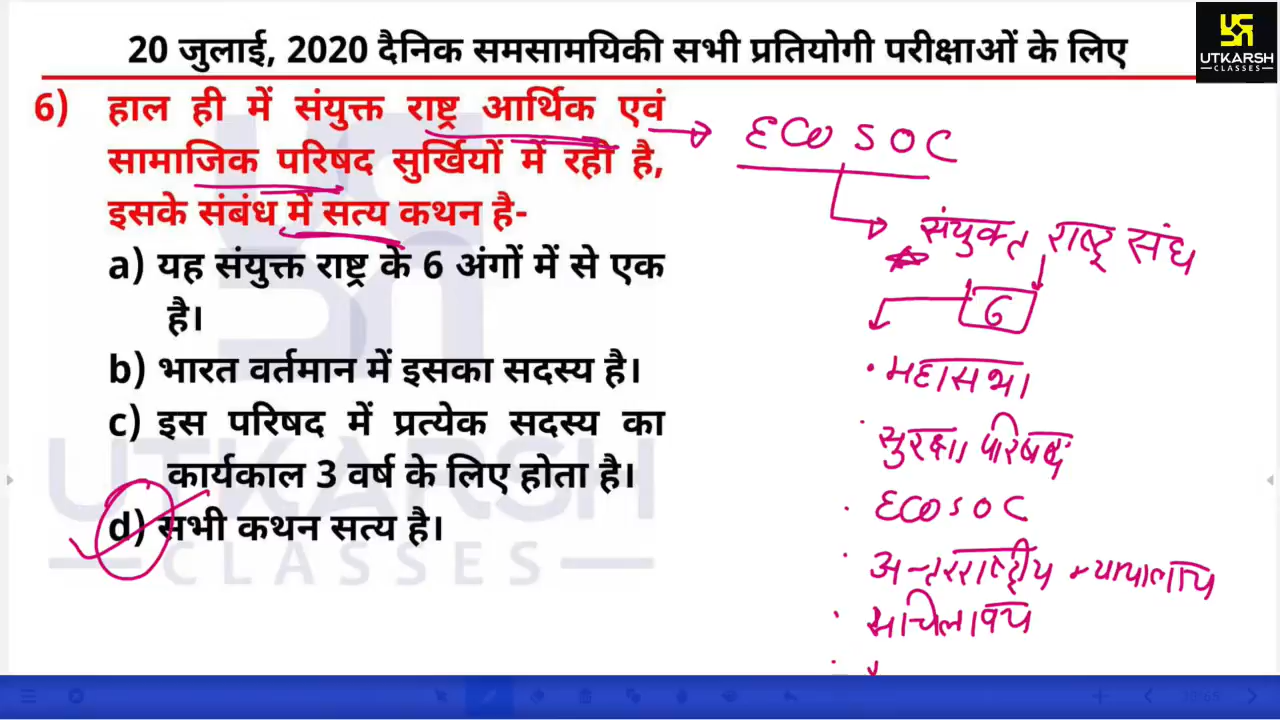 20 जुलाई, 2020 दैनिक समसामयिकी सभी प्रतियोगी परीक्षाओं के लिए
UTKARSH
CLASSES
6) हाल ही में संयुक्त राष्ट्र आर्थिक एवं
सामाजिक परिषद सुर्खियों में रही है,
इसके संबंध में सत्य कथन है-
a) यह संयुक्त राष्ट्र के 6 अंगों में से एक
है।
b) भारत वर्तमान में इसका सदस्य है।
c) इस परिषद में प्रत्येक सदस्य का
कार्यकाल 3 वर्ष के लिए होता है।
d) सभी कथन सत्य है।
ECOSOC
संयुक्त राष्ट्र संघ
6
महासभा
सुरक्षा परिषद
ECOSOC
अन्तरराष्ट्रीय न्यायालय
सचिवालय
UTKARSH
CLASSES